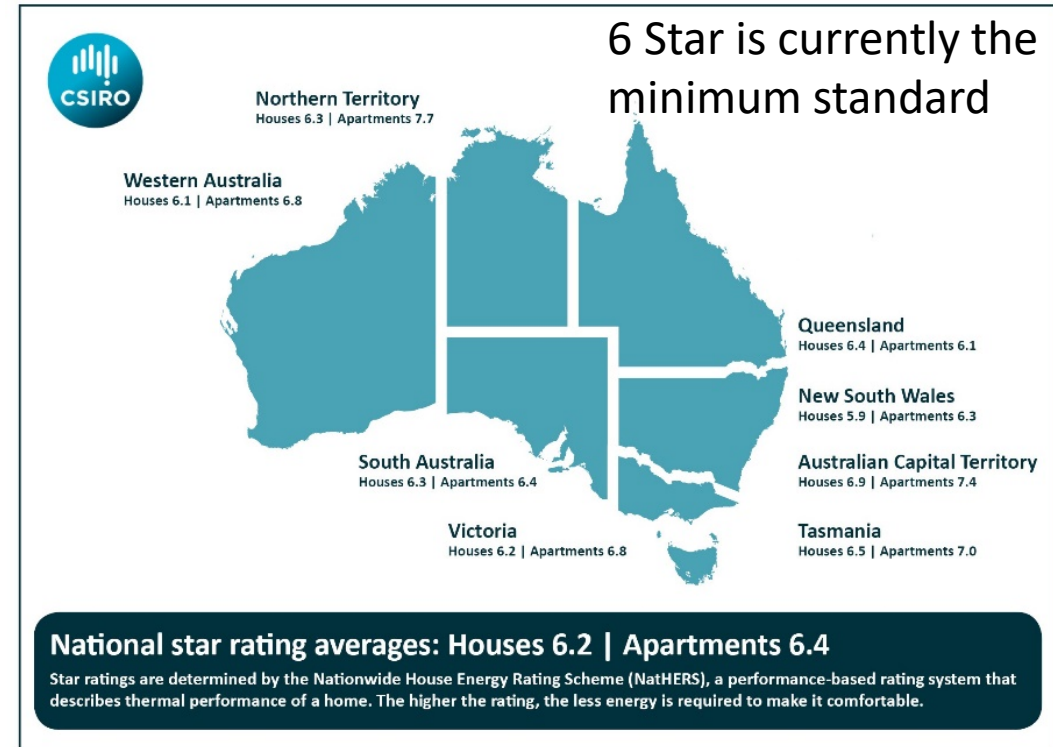 6 Star is currently the
minimum standard
CSIRO
Northern Territory
Houses 6.3 | Apartments 7.7
Western Australia
Houses 6.1 | Apartments 6.8
Queensland
Houses 6.4 | Apartments 6.1
New South Wales
Houses 5.9 | Apartments 6.3
South Australia
Houses 6.3 | Apartments 6.4
Australian Capital Territory
Houses 6.9 | Apartments 7.4
Victoria
Houses 6.2 | Apartments 6.8
Tasmania
Houses 6.5 | Apartments 7.0
National star rating averages: Houses 6.2 | Apartments 6.4
Star ratings are determined by the Nationwide House Energy Rating Scheme (NatHERS), a performance-based rating system that
describes thermal performance of a home. The higher the rating, the less energy is required to make it comfortable.